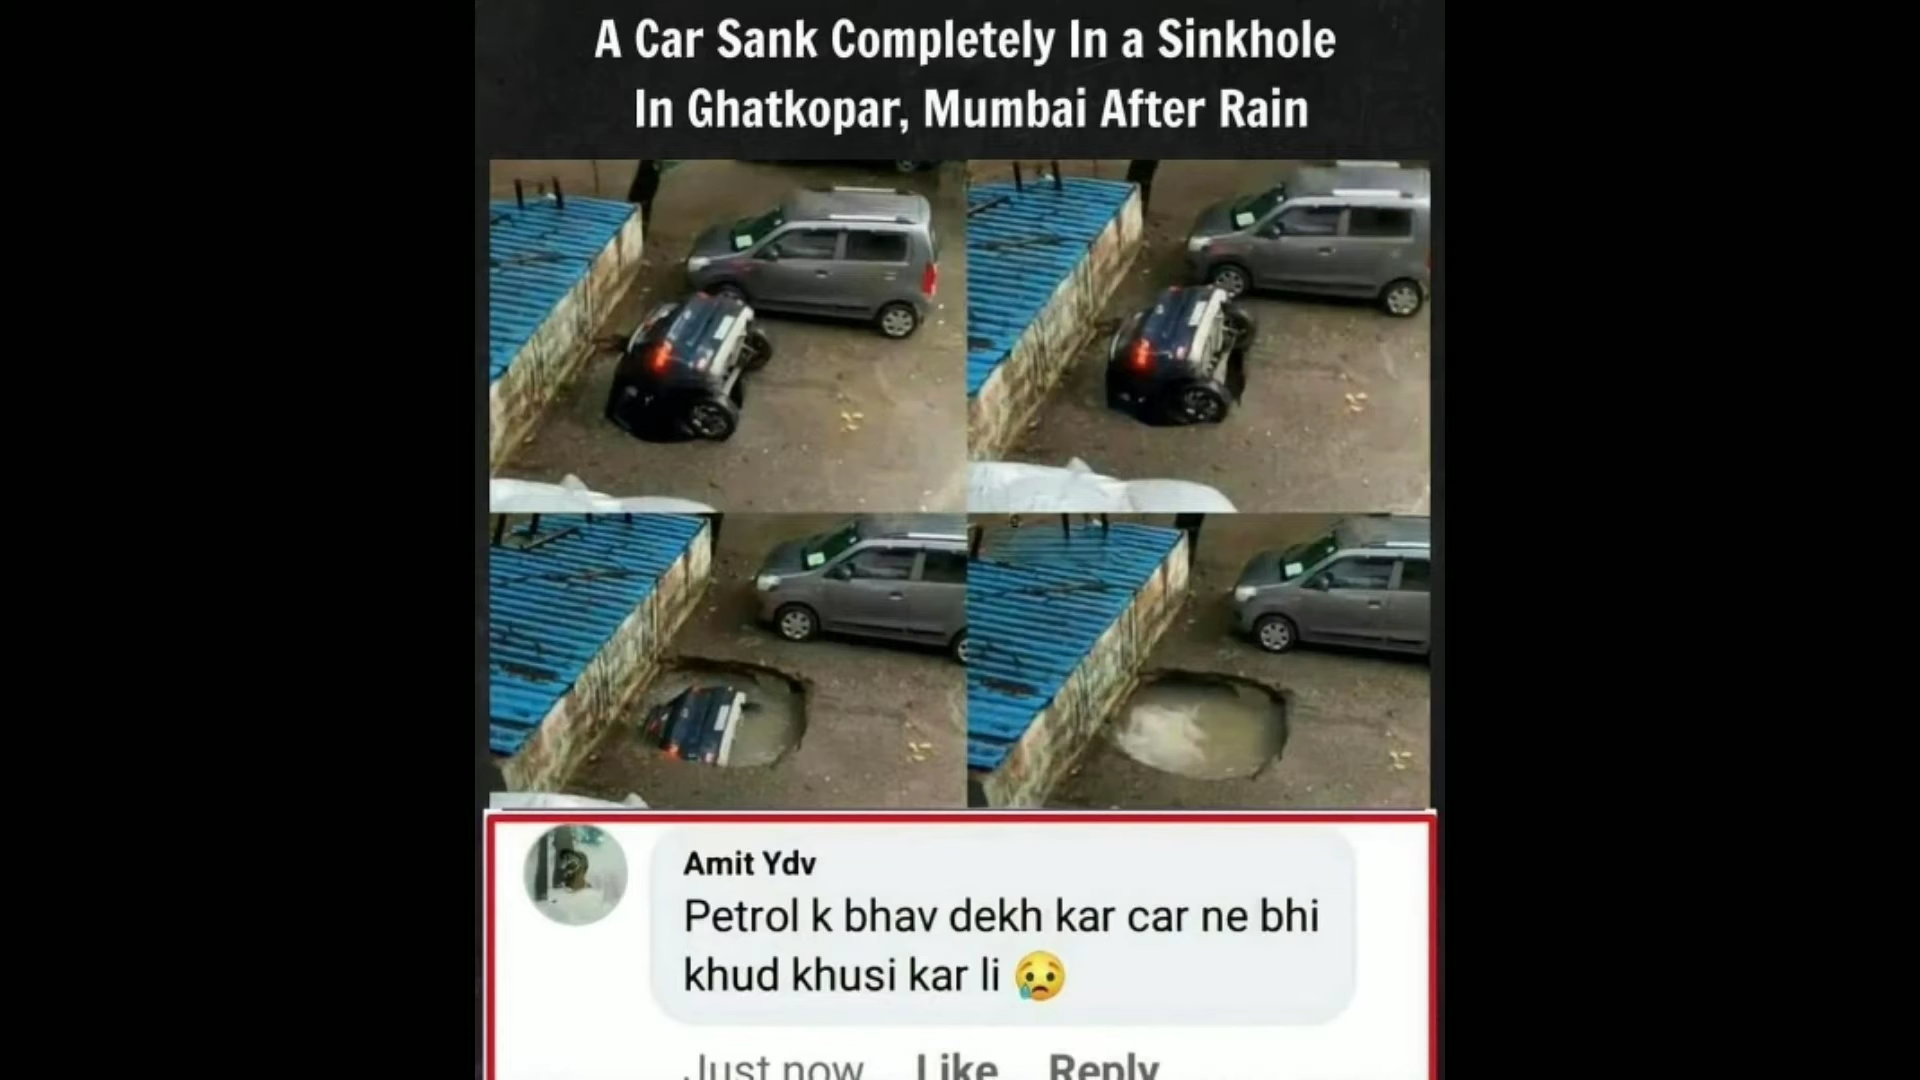 A Car Sank Completely In a Sinkhole
In Ghatkopar, Mumbai After Rain
Amit Ydv
Petrol k bhav dekh kar car ne bhi
khud khusi kar li 😢
Just now Like Reply